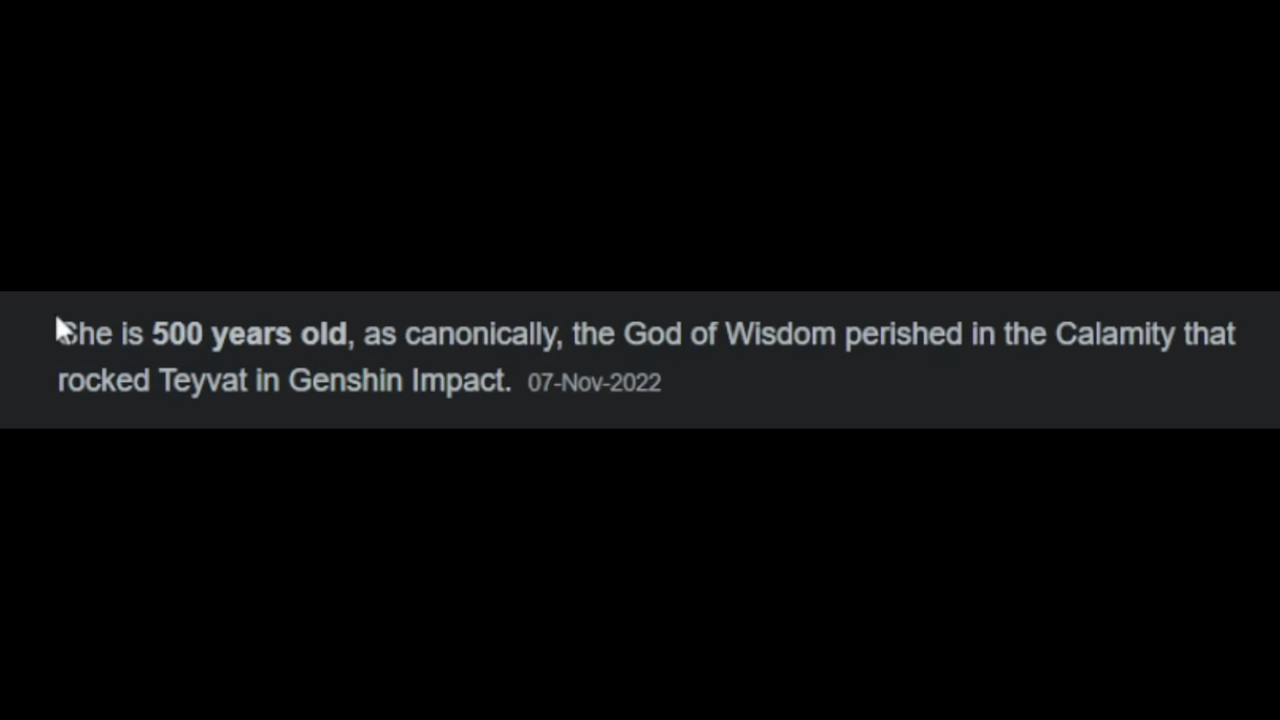 She is 500 years old, as canonically, the God of Wisdom perished in the Calamity that
rocked Teyvat in Genshin Impact. 07-Nov-2022